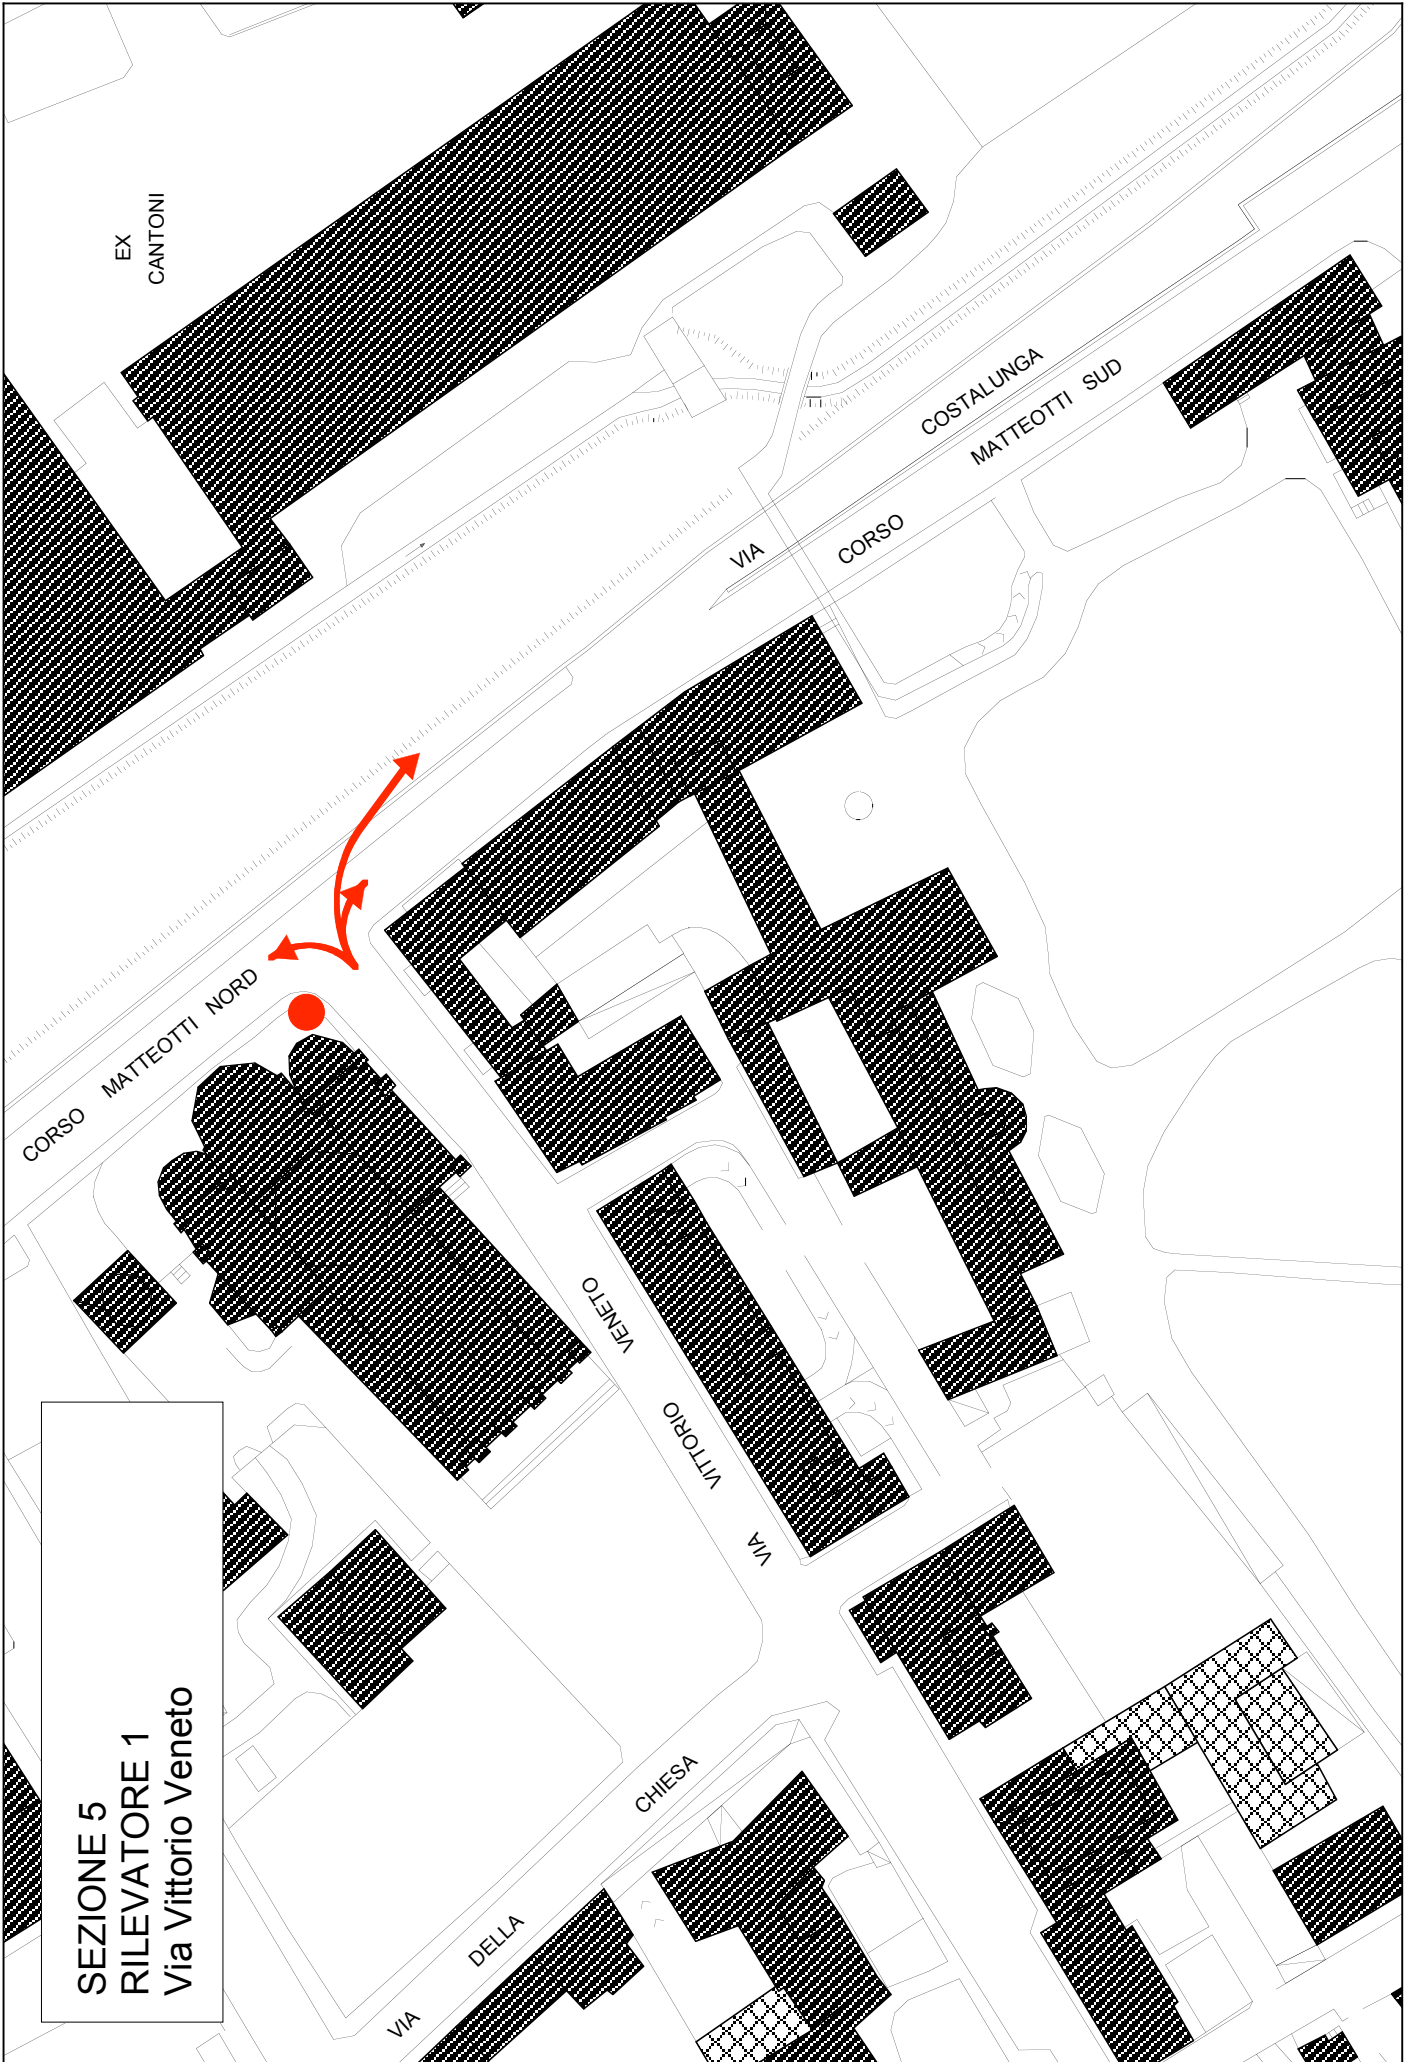 EX
CANTONI
VIA COSTALUNGA
CORSO MATTEOTTI SUD
CORSO MATTEOTTI NORD
VIA VITTORIO VENETO
VIA DELLA CHIESA
SEZIONE 5
RILEVATORE 1
Via Vittorio Veneto